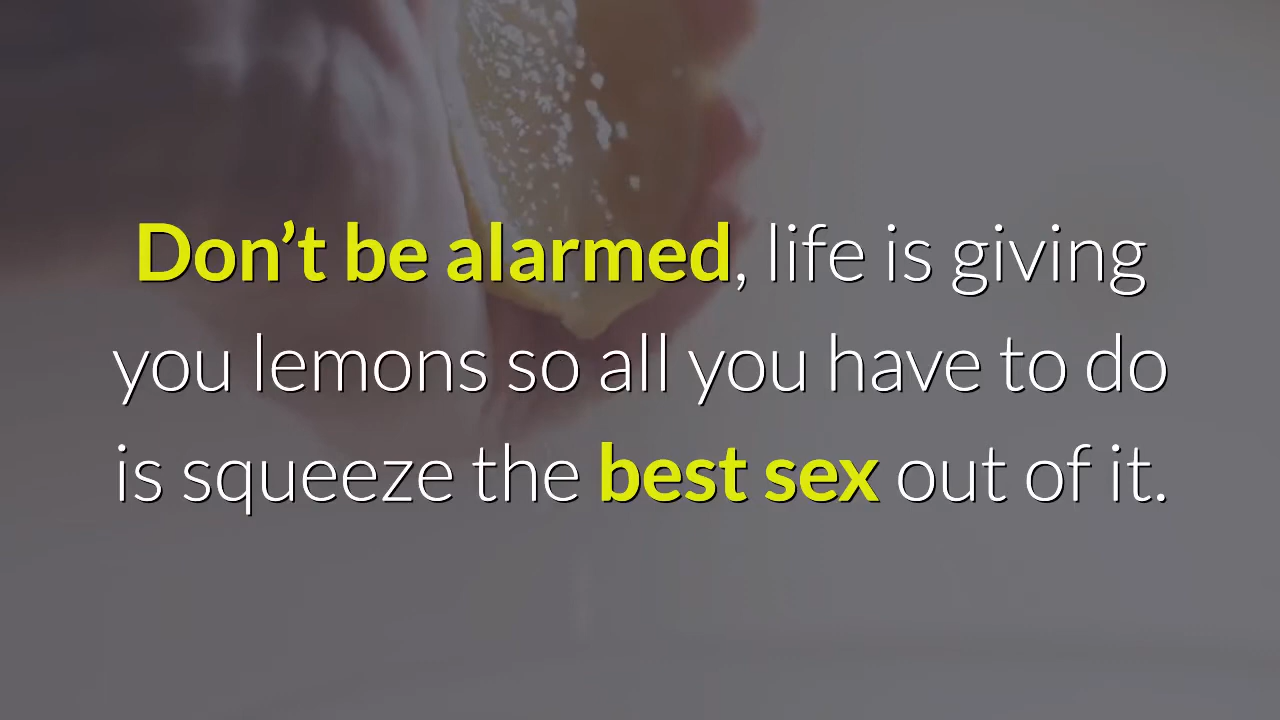 Don’t be alarmed, life is giving
you lemons so all you have to do
is squeeze the best sex out of it.